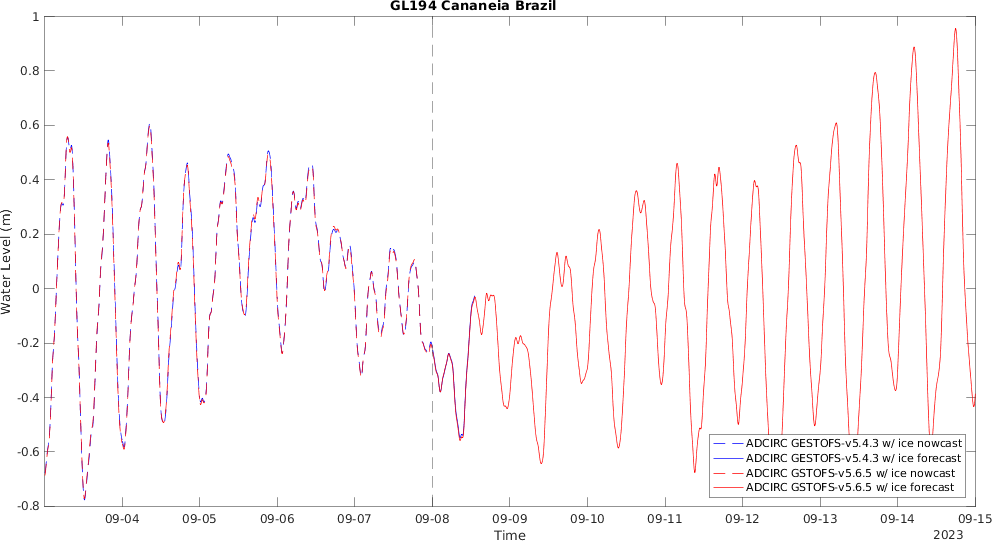 GL194 Cananeia Brazil
Water Level (m)
1
0.8
0.6
0.4
0.2
0
-0.2
-0.4
-0.6
-0.8
ADCIRC GESTOFS-v5.4.3 w/ ice nowcast
ADCIRC GESTOFS-v5.4.3 w/ ice forecast
ADCIRC GSTOFS-v5.6.5 w/ ice nowcast
ADCIRC GSTOFS-v5.6.5 w/ ice forecast
09-04 09-05 09-06 09-07 09-08 09-09 09-10 09-11 09-12 09-13 09-14 09-15
Time
2023